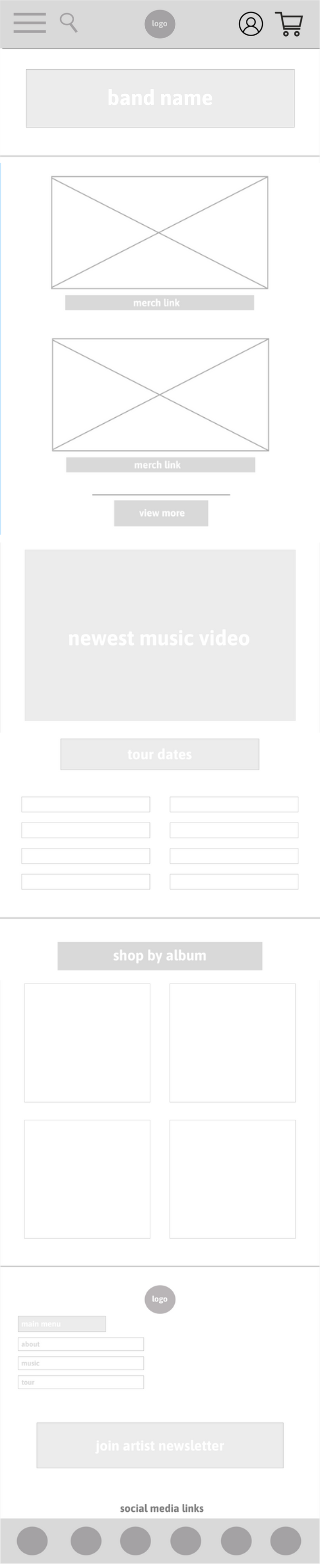 logo
band name
merch link
merch link
view more
newest music video
tour dates
shop by album
logo
main menu
about
music
tour
join artist newsletter
social media links